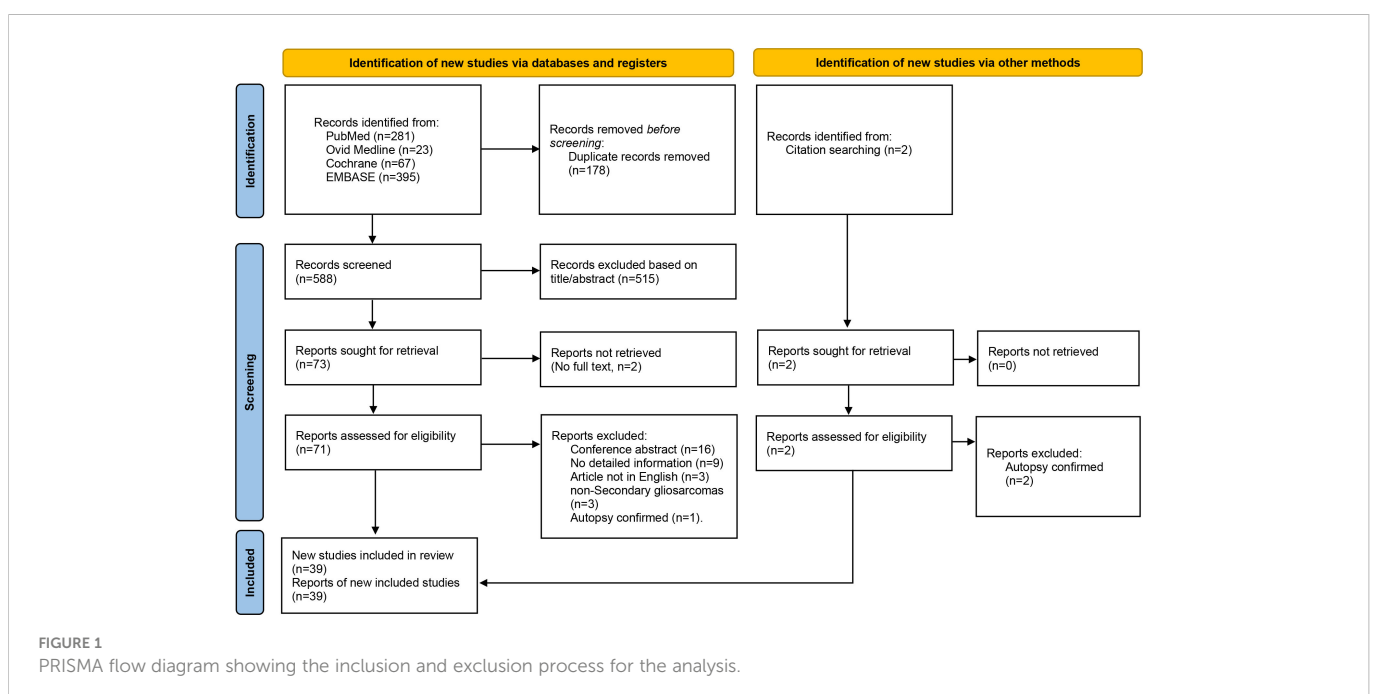 Identification of new studies via databases and registers
Identification of new studies via other methods
Identification
Records identified from:
PubMed (n=281)
Ovid Medline (n=23)
Cochrane (n=67)
EMBASE (n=395)
Records removed before
screening:
Duplicate records removed
(n=178)
Records identified from:
Citation searching (n=2)
Screening
Records screened
(n=588)
Records excluded based on
title/abstract (n=515)
Reports sought for retrieval
(n=73)
Reports not retrieved
(No full text, n=2)
Reports sought for retrieval
(n=2)
Reports not retrieved
(n=0)
Reports assessed for eligibility
(n=71)
Reports excluded:
Conference abstract (n=16)
No detailed information (n=9)
Article not in English (n=3)
non-Secondary gliosarcomas
(n=3)
Autopsy confirmed (n=1).
Reports assessed for eligibility
(n=2)
Reports excluded:
Autopsy confirmed
(n=2)
Included
New studies included in review
(n=39)
Reports of new included studies
(n=39)
FIGURE 1
PRISMA flow diagram showing the inclusion and exclusion process for the analysis.